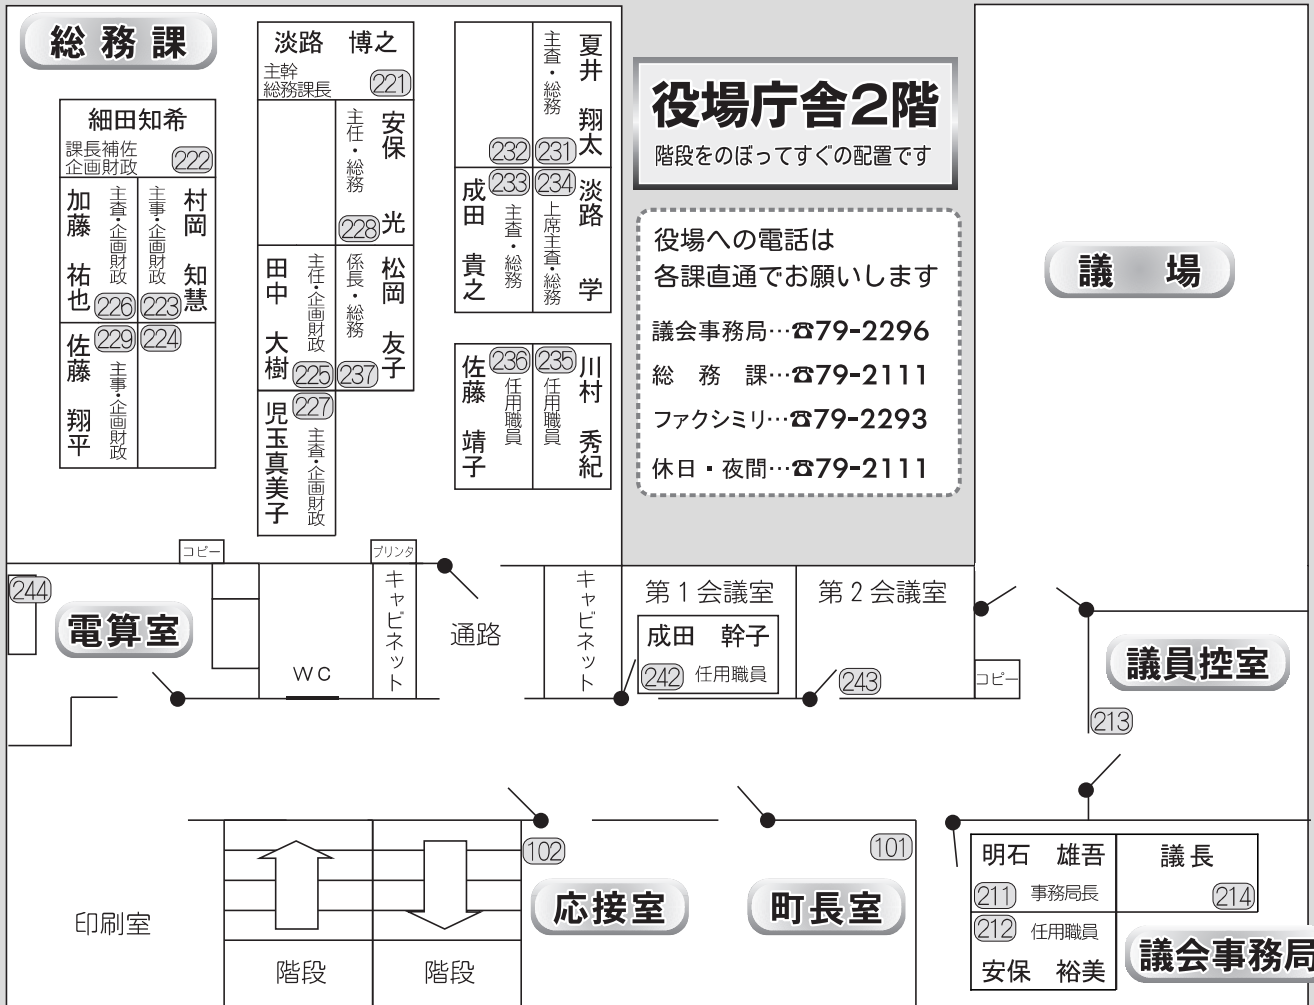 総務課
淡路 博之
主幹
総務課長
221
安保 光
主任・総務
228
細田知希
課長補佐
企画財政
222
加藤 祐也
主査・企画財政
226
村岡 知慧
主事・企画財政
223
佐藤 翔平
229
主事・企画財政
224
田中 大樹
主任・企画財政
225
松岡 友子
係長・総務
237
児玉真美子
227
主査・企画財政
夏井 翔太
主査・総務
231
232
成田 貴之
233
主査・総務
淡路 学
234
上席主査・総務
佐藤 靖子
236
任用職員
川村 秀紀
235
任用職員
役場庁舎2階
階段をのぼってすぐの配置です
役場への電話は
各課直通でお願いします
議会事務局…☎79-2296
総務課…☎79-2111
ファクシミリ…☎79-2293
休日・夜間…☎79-2111
議場
コピー
プリンタ
244
電算室
WC
キャビネット
通路
キャビネット
第1会議室
成田 幹子
242 任用職員
第2会議室
243
コピー
議員控室
213
印刷室
階段
階段
102
応接室
101
町長室
明石 雄吾
211 事務局長
212 任用職員
安保 裕美
議長
214
議会事務局